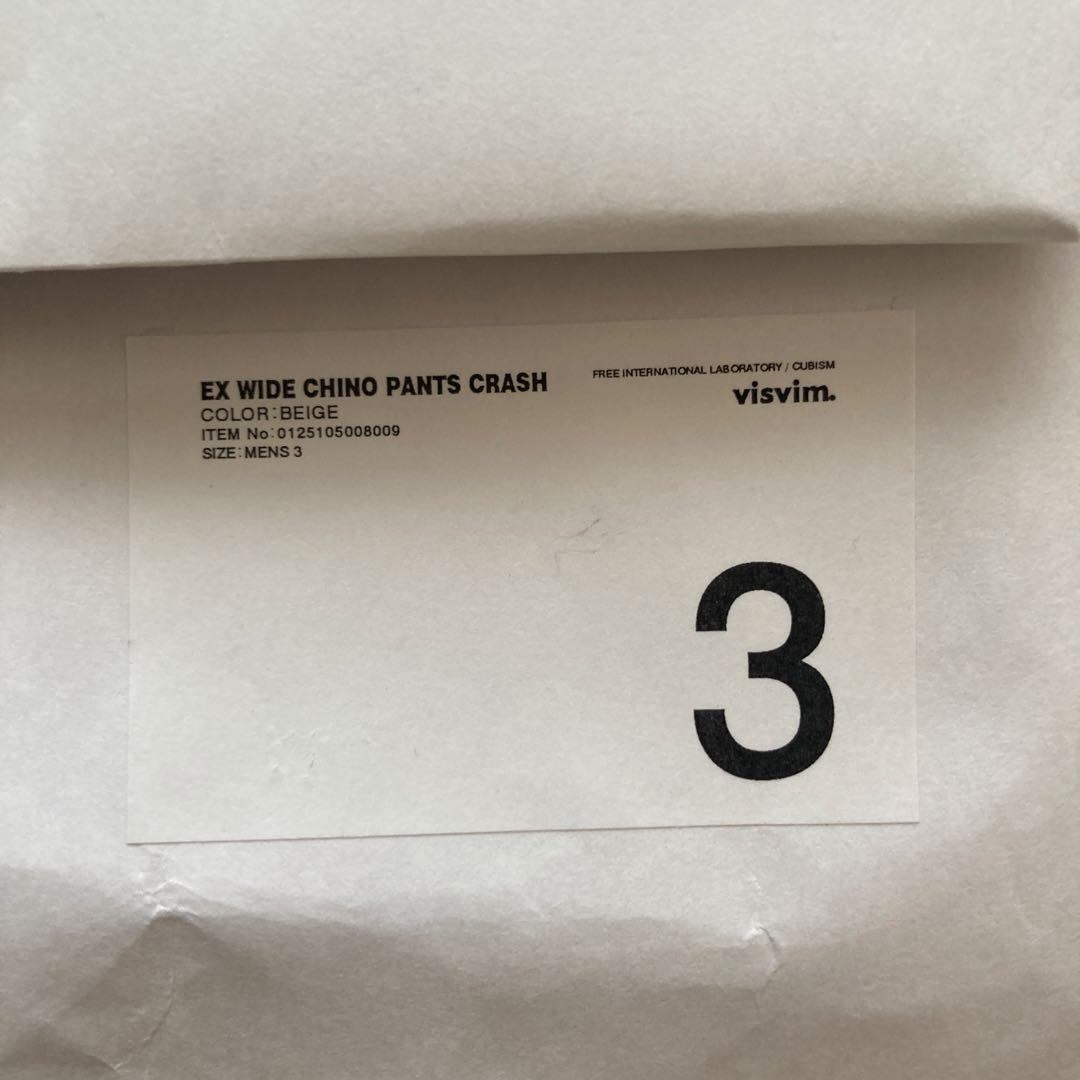 EX WIDE CHINO PANTS CRASH
COLOR:BEIGE
ITEM No:0125105008009
SIZE:MENS 3
FREE INTERNATIONAL LABORATORY / CUBISM
visvim.
3